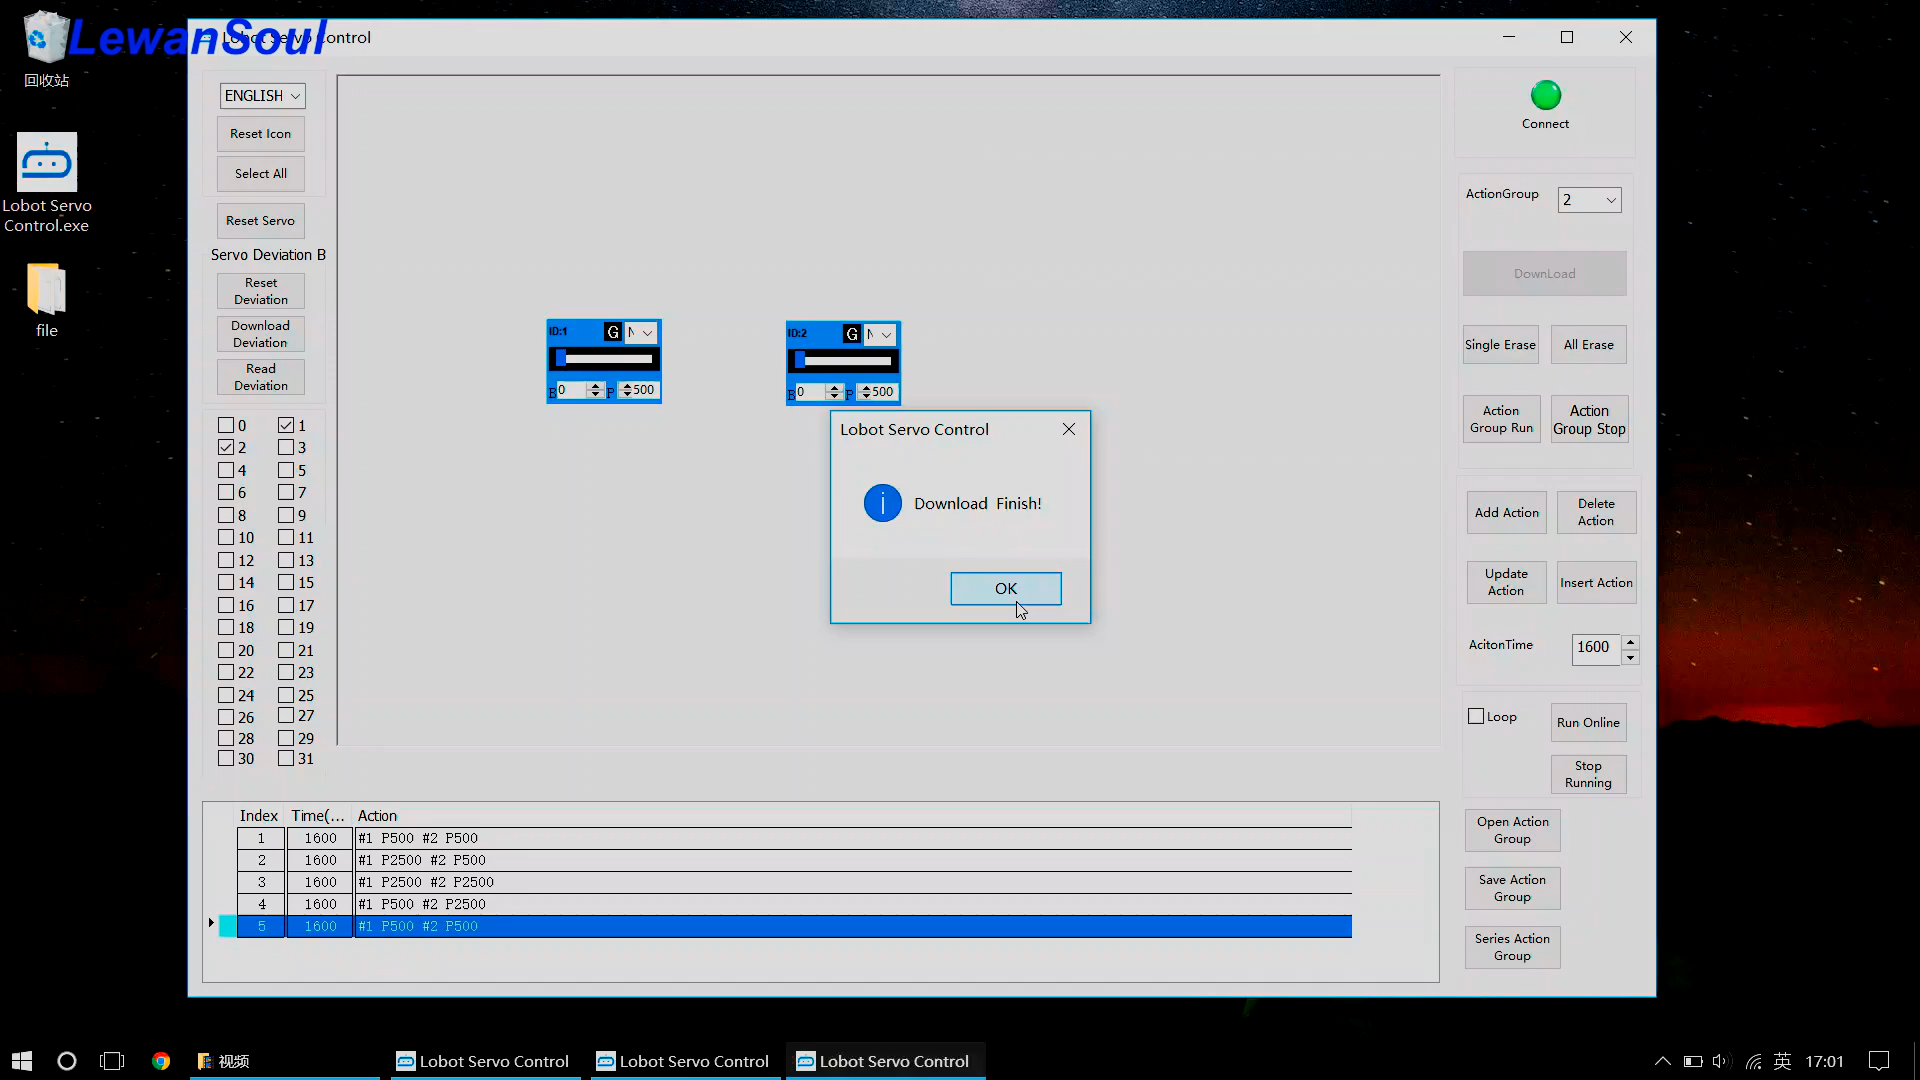 LewanSoul
Lobot Servo Control
回收站
Lobot Servo
Control.exe
file
ENGLISH
Reset Icon
Select All
Reset Servo
Servo Deviation B
Reset
Deviation
Download
Deviation
Read
Deviation
0 1
2 3
4 5
6 7
8 9
10 11
12 13
14 15
16 17
18 19
20 21
22 23
24 25
26 27
28 29
30 31
ID:1 G N
B 0 P 500
ID:2 G N
B 0 P 500
Lobot Servo Control
Download Finish!
OK
Connect
ActionGroup 2
DownLoad
Single Erase All Erase
Action
Group Run
Action
Group Stop
Add Action
Delete
Action
Update
Action
Insert Action
AcitonTime 1600
Loop Run Online
Stop
Running
Open Action
Group
Save Action
Group
Series Action
Group
Index Time(... Action
1 1600 #1 P500 #2 P500
2 1600 #1 P2500 #2 P500
3 1600 #1 P2500 #2 P2500
4 1600 #1 P500 #2 P2500
5 1600 #1 P500 #2 P500
视频 Lobot Servo Control Lobot Servo Control Lobot Servo Control 英 17:01